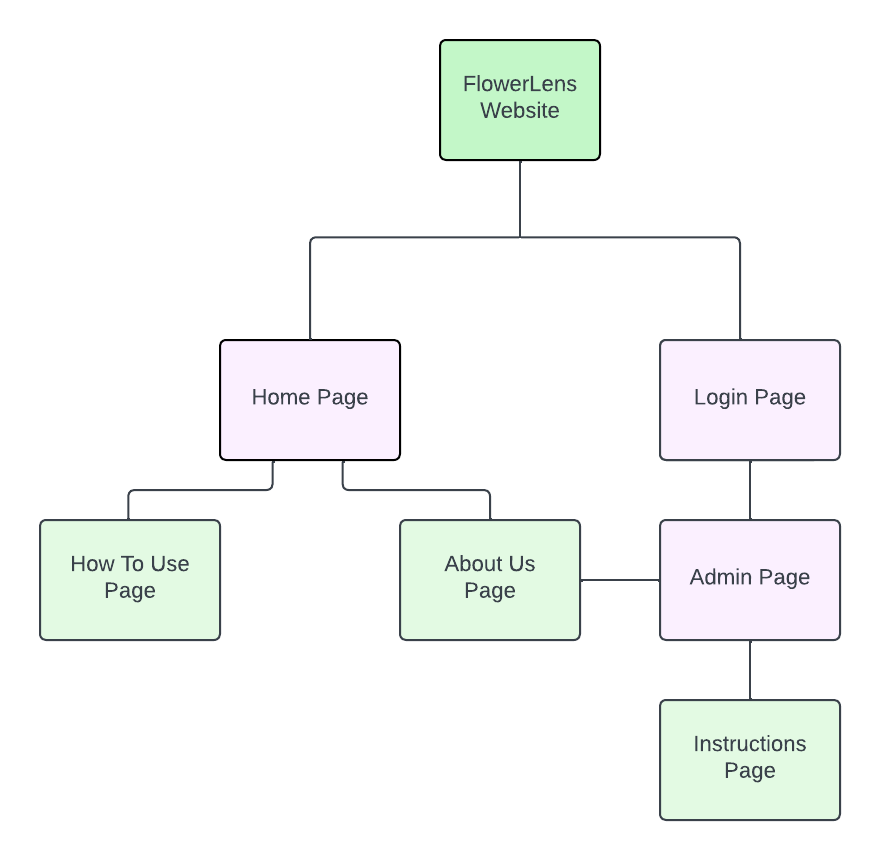 FlowerLens
Website
Home Page
Login Page
How To Use
Page
About Us
Page
Admin Page
Instructions
Page